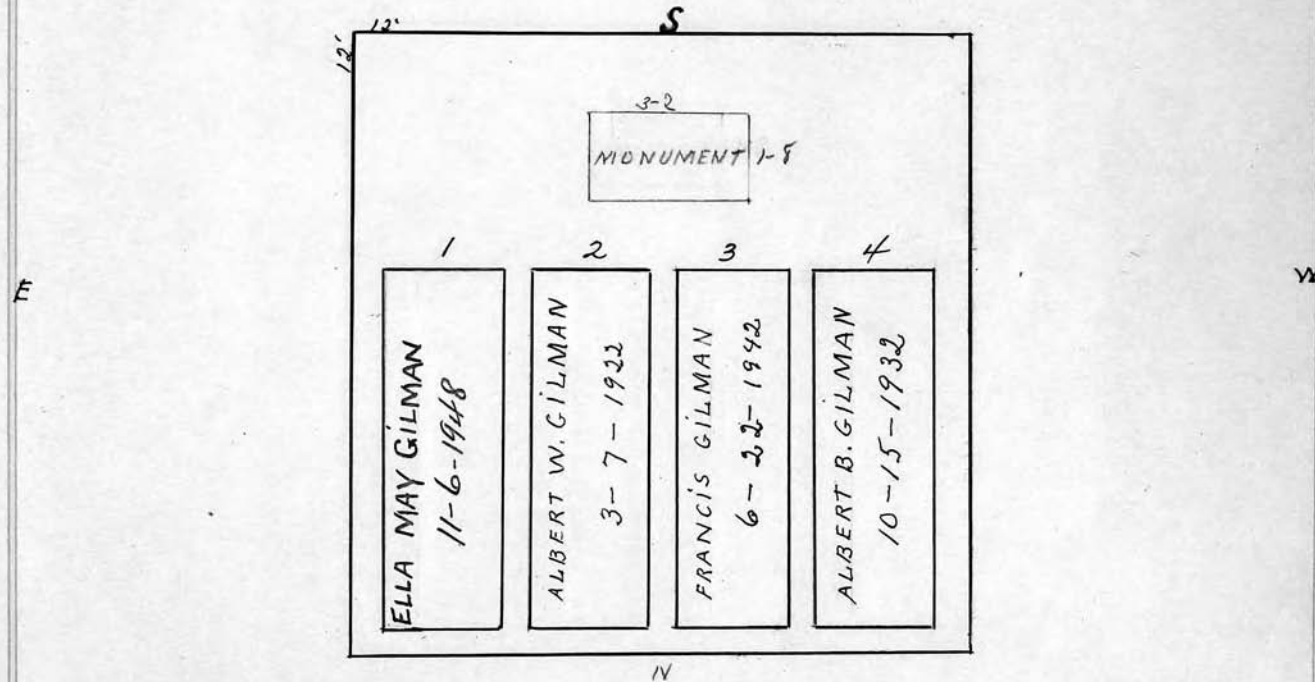 S
12'
12'
3-2
MONUMENT 1-8
1
2
3
4
E
W
ELLA MAY GILMAN
11-6-1948
ALBERT W. GILMAN
3-7-1922
FRANCIS GILMAN
6-22-1942
ALBERT B. GILMAN
10-15-1932
N